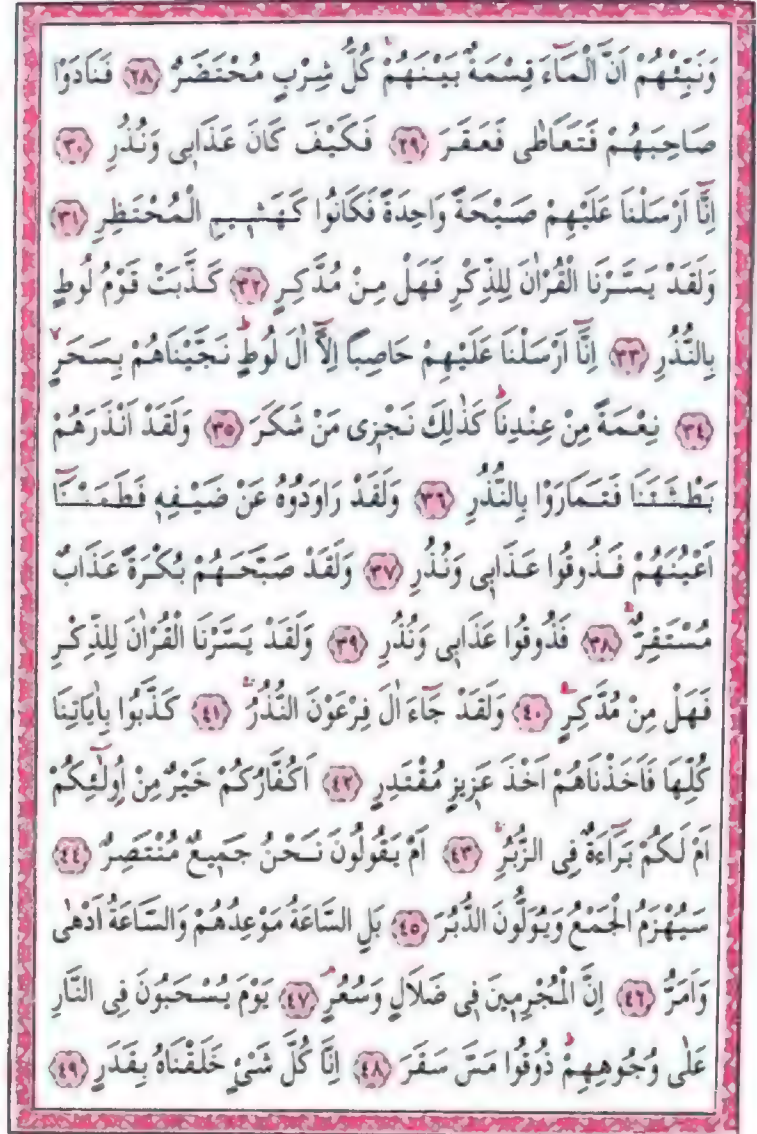 وَنَبِّئْهُمْ اَنَّ الْمَٓاءَ قِسْمَةٌ بَيْنَهُمْۚ كُلُّ شِرْبٍ مُحْتَضَرٌ ﴿٢٨﴾ فَنَادَوْا
صَاحِبَهُمْ فَتَعَاطٰى فَعَقَرَ ﴿٢٩﴾ فَكَيْفَ كَانَ عَذَابٖى وَنُذُرِ ﴿٣٠﴾
اِنَّٓا اَرْسَلْنَا عَلَيْهِمْ صَيْحَةً وَاحِدَةً فَكَانُوا كَهَشٖيمِ الْمُحْتَظِرِ ﴿٣١﴾
وَلَقَدْ يَسَّرْنَا الْقُرْاٰنَ لِلذِّكْرِ فَهَلْ مِنْ مُدَّكِرٍ ﴿٣٢﴾ كَذَّبَتْ قَوْمُ لُوطٍ
بِالنُّذُرِ ﴿٣٣﴾ اِنَّٓا اَرْسَلْنَا عَلَيْهِمْ حَاصِبًا اِلَّٓا اٰلَ لُوطٍؕ نَجَّيْنَاهُمْ بِسَحَرٍۙ
﴿٣٤﴾ نِعْمَةً مِنْ عِنْدِنَاؕ كَذٰلِكَ نَجْزٖى مَنْ شَكَرَ ﴿٣٥﴾ وَلَقَدْ اَنْذَرَهُمْ
بَطْشَتَنَا فَتَمَارَوْا بِالنُّذُرِ ﴿٣٦﴾ وَلَقَدْ رَاوَدُوهُ عَنْ ضَيْفِهٖ فَطَمَسْنَٓا
اَعْيُنَهُمْ فَذُوقُوا عَذَابٖى وَنُذُرِ ﴿٣٧﴾ وَلَقَدْ صَبَّحَهُمْ بُكْرَةً عَذَابٌ
مُسْتَقِرٌّۚ ﴿٣٨﴾ فَذُوقُوا عَذَابٖى وَنُذُرِ ﴿٣٩﴾ وَلَقَدْ يَسَّرْنَا الْقُرْاٰنَ لِلذِّكْرِ
فَهَلْ مِنْ مُدَّكِرٍ ﴿٤٠﴾ وَلَقَدْ جَٓاءَ اٰلَ فِرْعَوْنَ النُّذُرُۚ ﴿٤١﴾ كَذَّبُوا بِاٰيَاتِنَا
كُلِّهَا فَاَخَذْنَاهُمْ اَخْذَ عَزٖيزٍ مُقْتَدِرٍ ﴿٤٢﴾ اَكُفَّارُكُمْ خَيْرٌ مِنْ اُو۬لٰٓئِكُمْ
اَمْ لَكُمْ بَرَٓاءَةٌ فِى الزُّبُرِۚ ﴿٤٣﴾ اَمْ يَقُولُونَ نَحْنُ جَمٖيعٌ مُنْتَصِرٌ ﴿٤٤﴾
سَيُهْزَمُ الْجَمْعُ وَيُوَلُّونَ الدُّبُرَ ﴿٤٥﴾ بَلِ السَّاعَةُ مَوْعِدُهُمْ وَالسَّاعَةُ اَدْهٰى
وَاَمَرُّ ﴿٤٦﴾ اِنَّ الْمُجْرِمٖينَ فٖى ضَلَالٍ وَسُعُرٍۢ ﴿٤٧﴾ يَوْمَ يُسْحَبُونَ فِى النَّارِ
عَلٰى وُجُوهِهِمْؕ ذُوقُوا مَسَّ سَقَرَ ﴿٤٨﴾ اِنَّا كُلَّ شَىْءٍ خَلَقْنَاهُ بِقَدَرٍ ﴿٤٩﴾